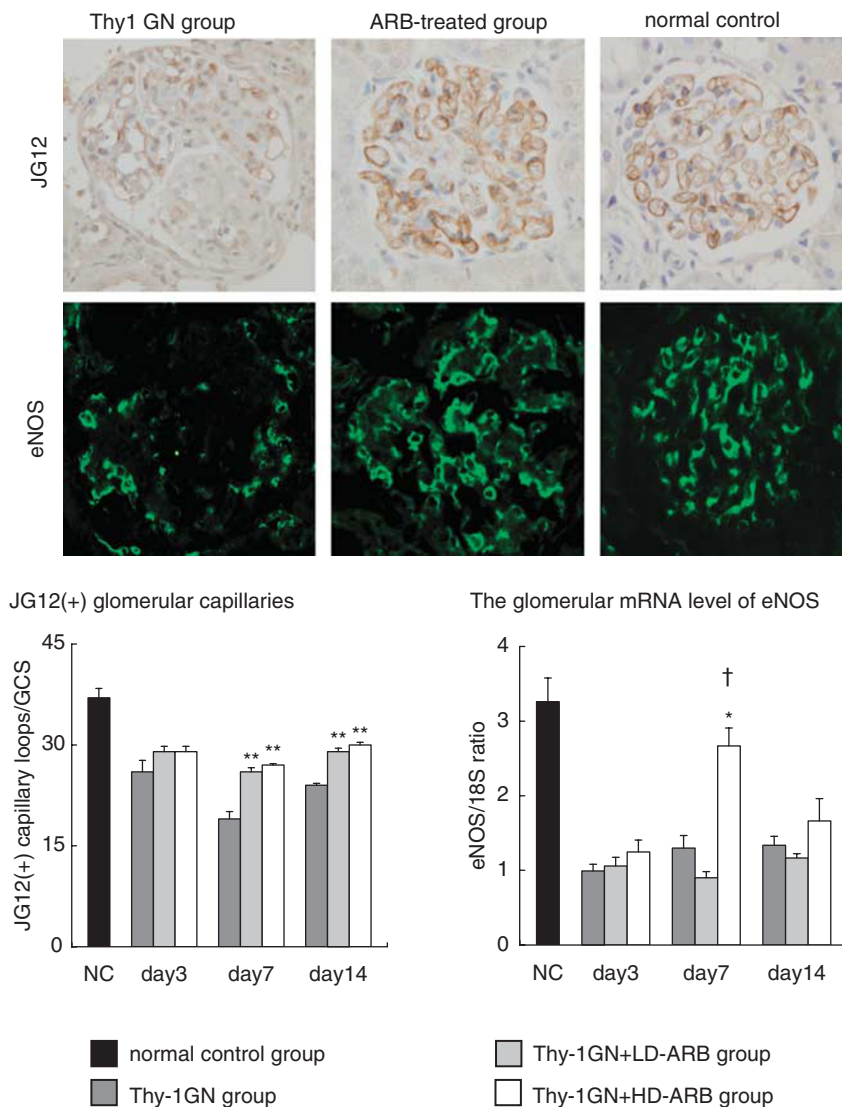 Thy1 GN group
ARB-treated group
normal control
JG12
eNOS
JG12(+) glomerular capillaries
JG12(+) capillary loops/GCS
45
30
15
0
** ** ** **
NC day3 day7 day14
The glomerular mRNA level of eNOS
eNOS/18S ratio
4
3
2
1
0
†
*
NC day3 day7 day14
normal control group
Thy-1GN group
Thy-1GN+LD-ARB group
Thy-1GN+HD-ARB group